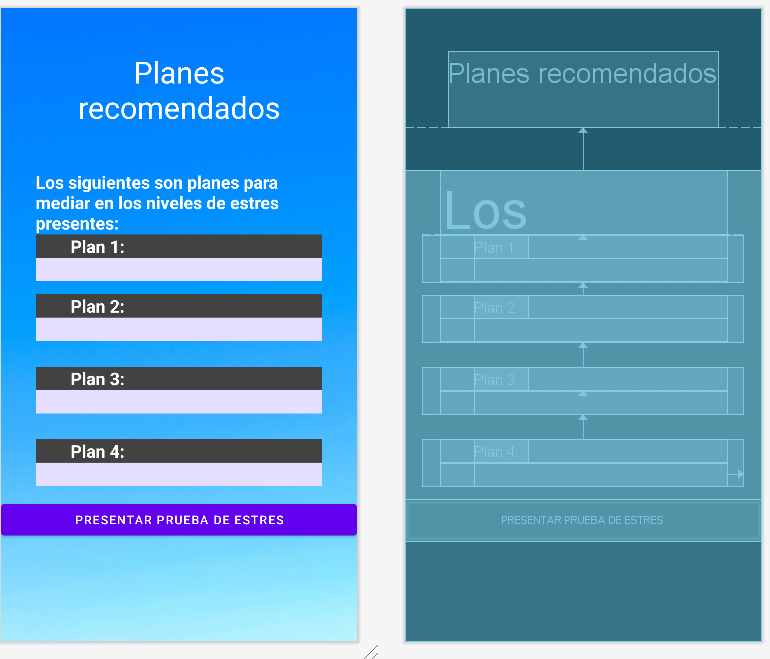 Planes
recomendados
Los siguientes son planes para
mediar en los niveles de estres
presentes:
Plan 1:
Plan 2:
Plan 3:
Plan 4:
PRESENTAR PRUEBA DE ESTRES
Planes recomendados
Los
Plan 1:
Plan 2:
Plan 3:
Plan 4:
PRESENTAR PRUEBA DE ESTRES